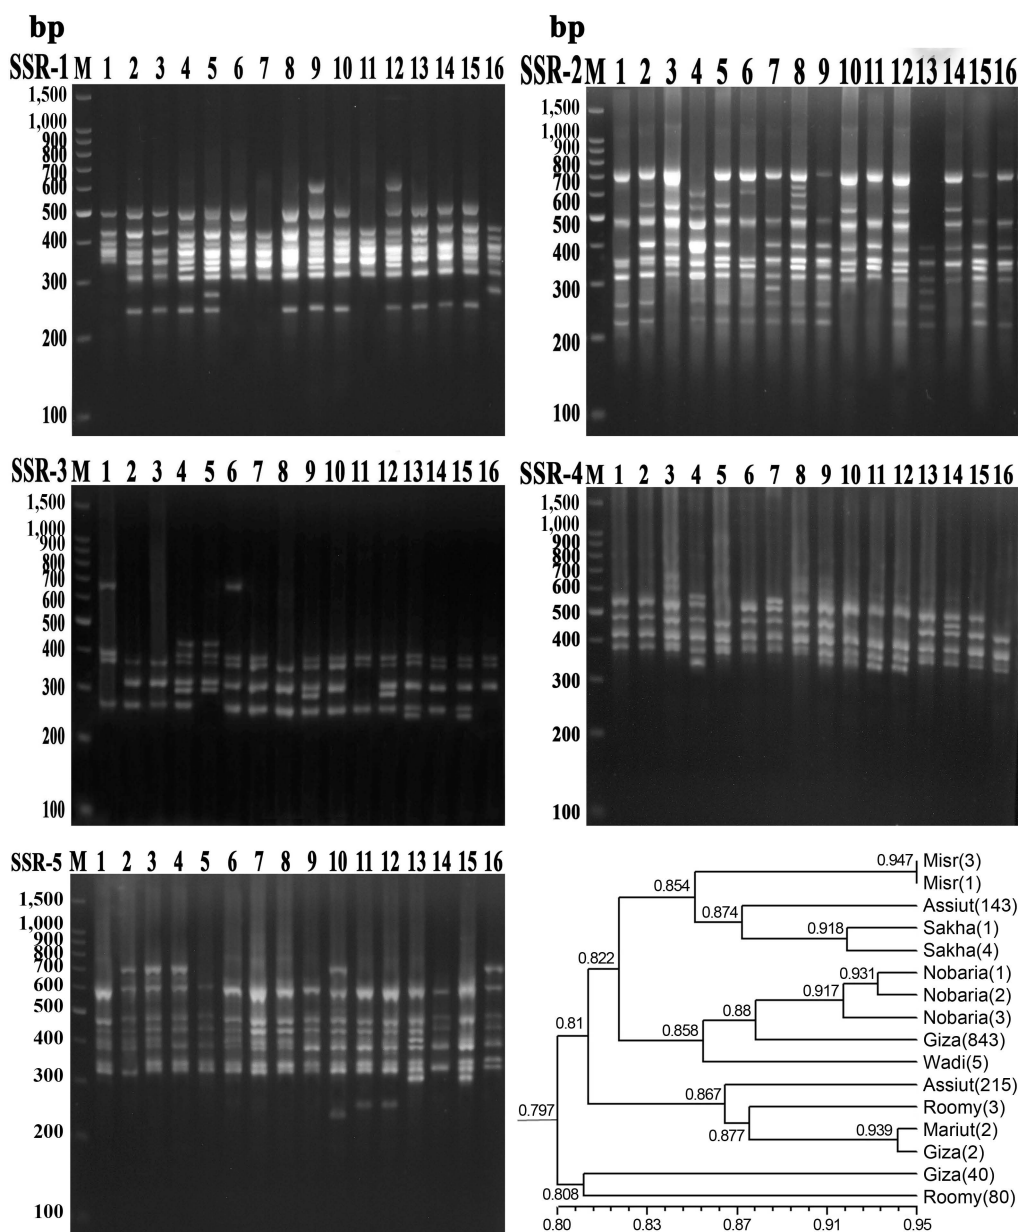 bp
SSR-1 M 1 2 3 4 5 6 7 8 9 10 11 12 13 14 15 16
1,500
1,000
900
800
700
600
500
400
300
200
100
bp
SSR-2 M 1 2 3 4 5 6 7 8 9 10 11 12 13 14 15 16
1,500
1,000
900
800
700
600
500
400
300
200
100
SSR-3 M 1 2 3 4 5 6 7 8 9 10 11 12 13 14 15 16
1,500
1,000
900
800
700
600
500
400
300
200
100
SSR-4 M 1 2 3 4 5 6 7 8 9 10 11 12 13 14 15 16
1,500
1,000
900
800
700
600
500
400
300
200
100
SSR-5 M 1 2 3 4 5 6 7 8 9 10 11 12 13 14 15 16
1,500
1,000
900
800
700
600
500
400
300
200
100
0.947 Misr(3)
Misr(1)
0.854
Assiut(143)
0.874
0.918 Sakha(1)
Sakha(4)
0.822
0.931 Nobaria(1)
0.917 Nobaria(2)
0.88 Nobaria(3)
0.81
0.858 Giza(843)
Wadi(5)
Assiut(215)
0.867
0.797 Roomy(3)
0.877 0.939 Mariut(2)
Giza(2)
Giza(40)
0.808 Roomy(80)
0.80 0.83 0.87 0.91 0.95